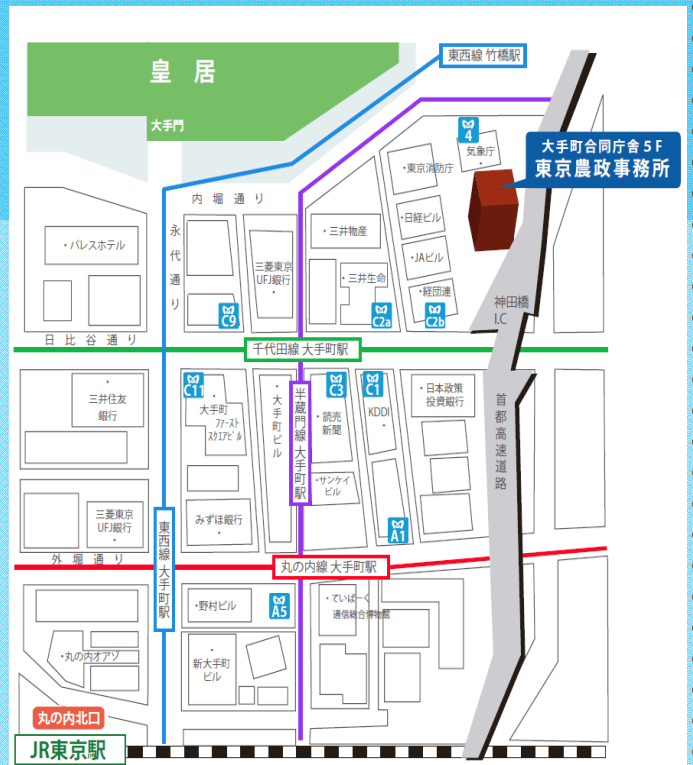 皇 居
大手門
東西線 竹橋駅
4
気象庁
大手町合同庁舎5F
東京農政事務所
・東京消防庁
内 堀 通 り
永代通り
・パレスホテル
三菱東京
UFJ銀行
・三井物産
・日経ビル
・三井生命
・JAビル
・経団連
C9
C2a
C2b
神田橋
I.C
日 比 谷 通 り
千代田線 大手町駅
・三井住友
銀行
C11
・大手町
ファースト
スクエアビル
・大手町ビル
半蔵門線 大手町駅
C3
・読売
新聞
C1
KDDI
・日本政策
投資銀行
首都高速道路
・サンケイ
ビル
三菱東京
UFJ銀行
東西線 大手町駅
みずほ銀行
A1
外 堀 通 り
丸の内線 大手町駅
・野村ビル
A5
・ていぱーく
通信総合博物館
・丸の内オアゾ
・新大手町
ビル
丸の内北口
JR東京駅